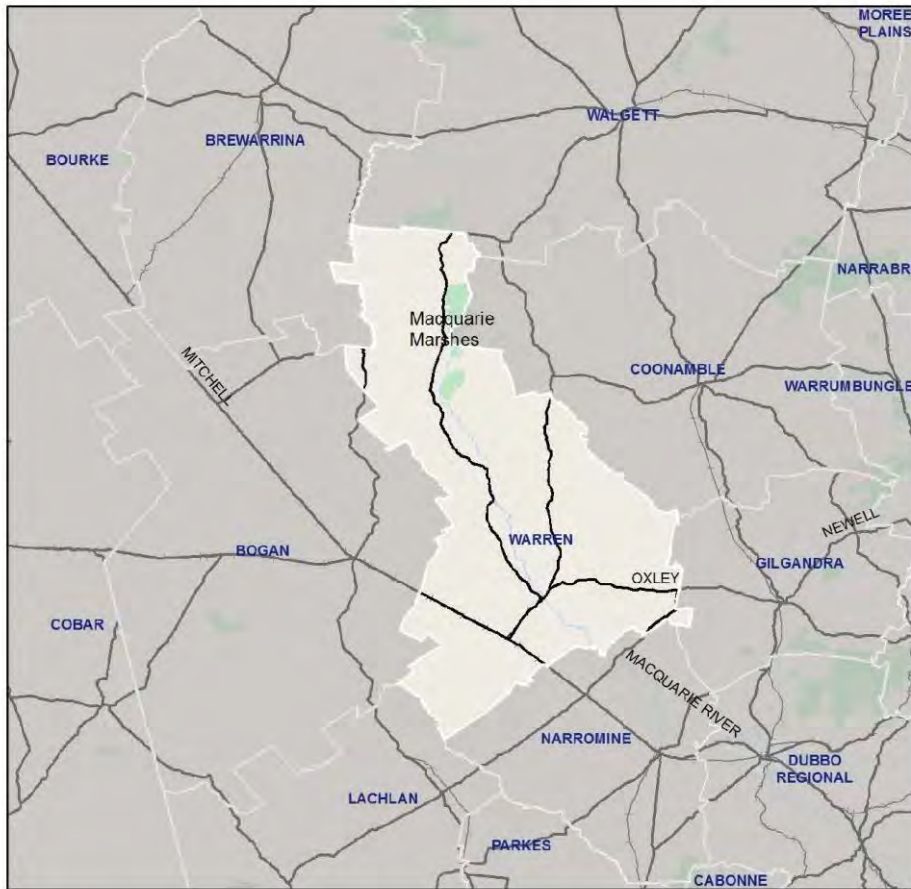 MOREE
PLAINS
WALGETT
BREWARRINA
BOURKE
NARRABR
Macquarie
Marshes
MITCHELL
COONAMBLE
WARRUMBUNGLE
NEWELL
WARREN
BOGAN
GILGANDRA
OXLEY
COBAR
MACQUARIE RIVER
NARROMINE
DUBBO
REGIONAL
LACHLAN
PARKES
CABONNE